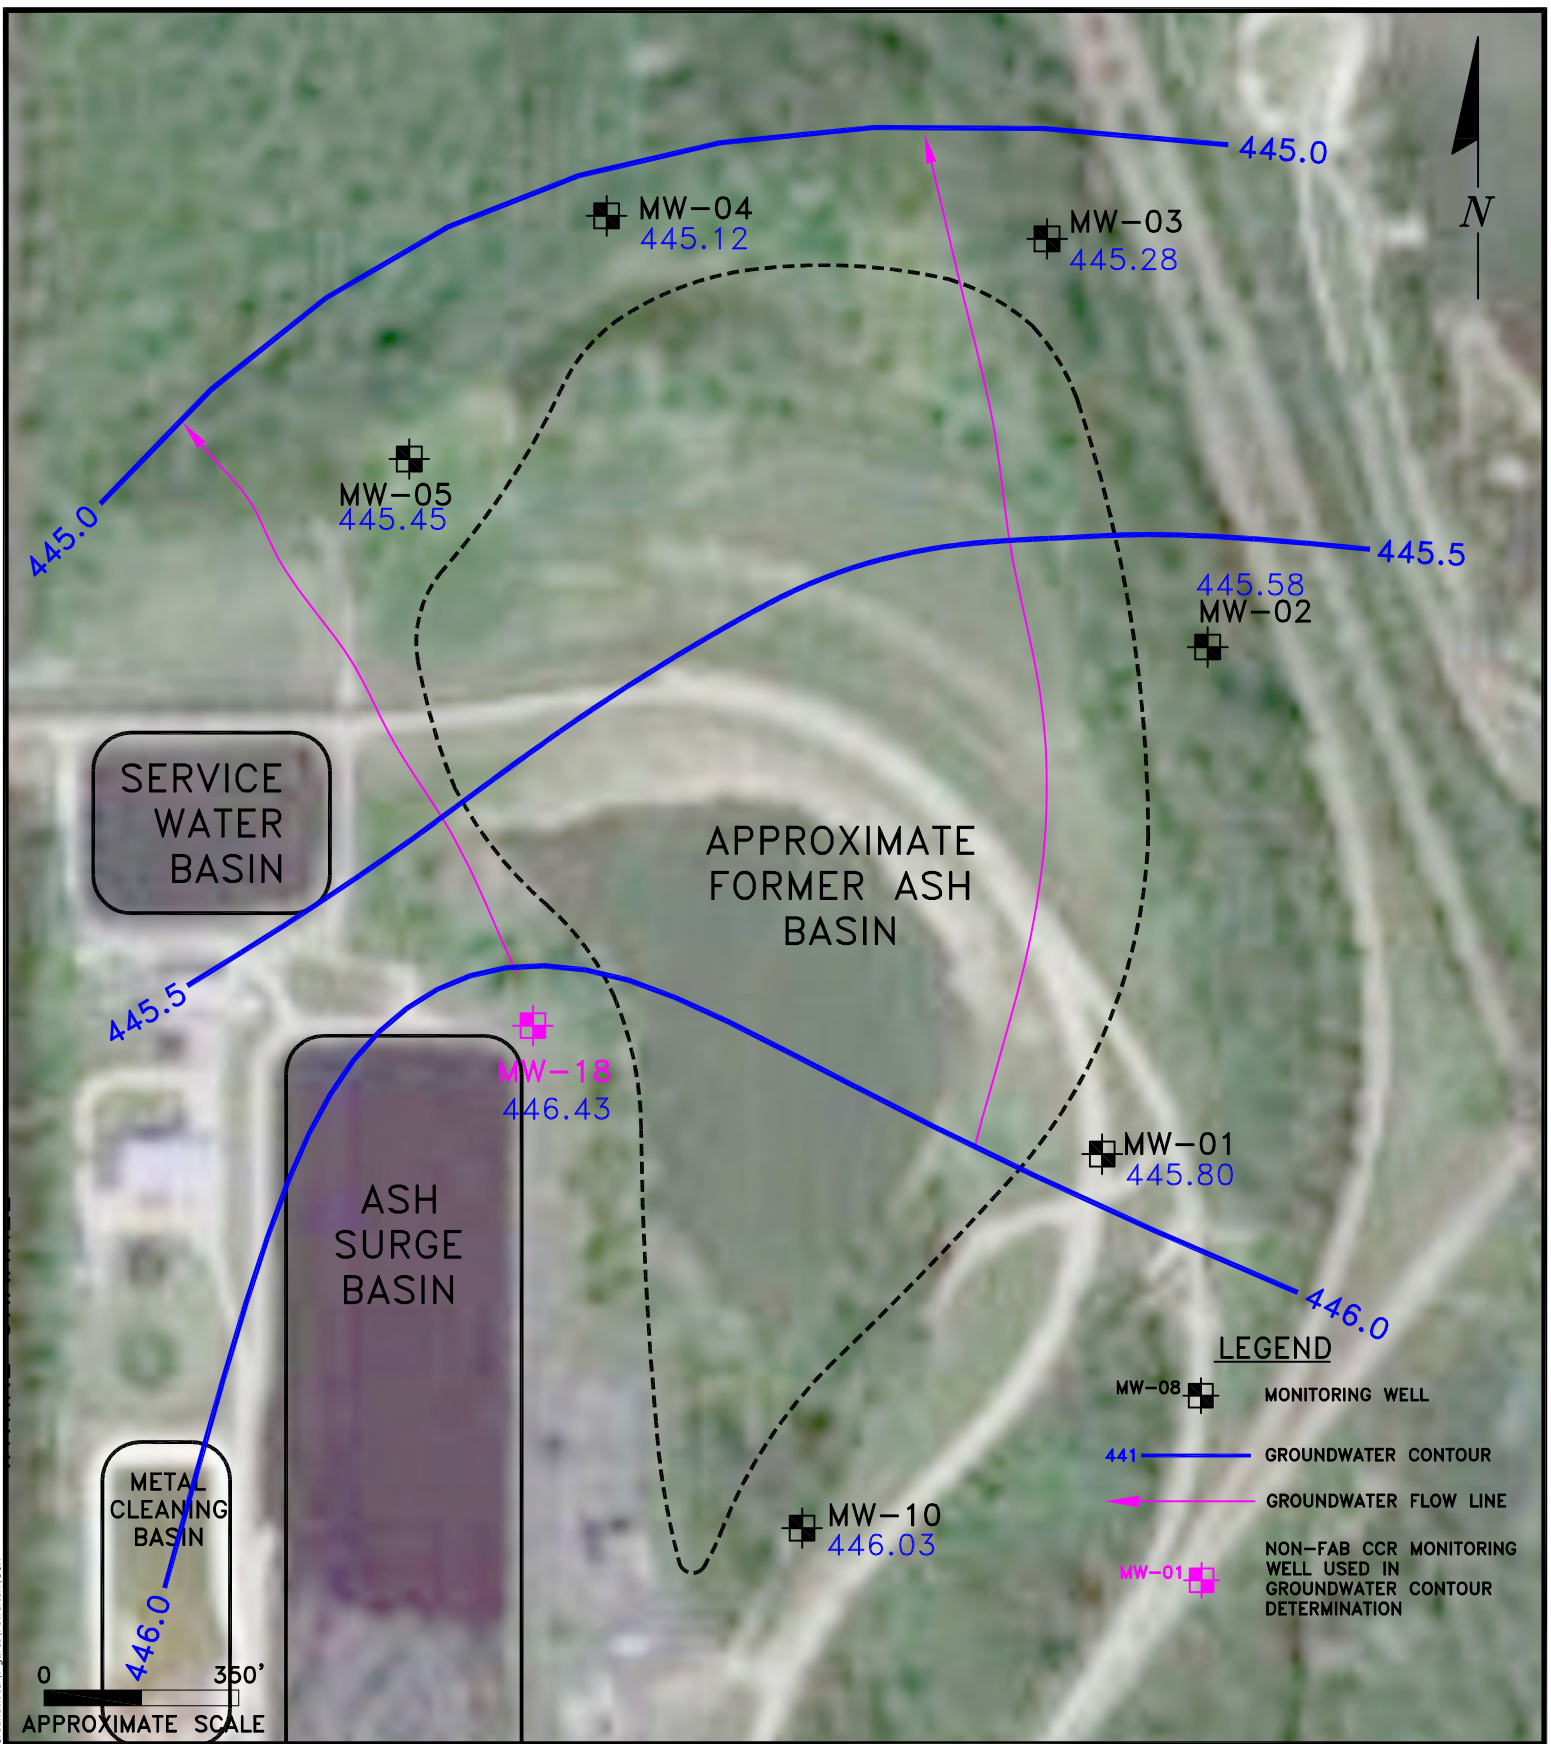 445.0
MW-04
445.12
MW-03
445.28
N
MW-05
445.45
445.0
445.5
445.58
MW-02
SERVICE
WATER
BASIN
APPROXIMATE
FORMER ASH
BASIN
445.5
MW-18
446.43
MW-01
445.80
ASH
SURGE
BASIN
446.0
LEGEND
MW-08
MONITORING WELL
441
GROUNDWATER CONTOUR
GROUNDWATER FLOW LINE
MW-01
NON-FAB CCR MONITORING
WELL USED IN
GROUNDWATER CONTOUR
DETERMINATION
METAL
CLEANING
BASIN
MW-10
446.03
446.0
0 350'
APPROXIMATE SCALE